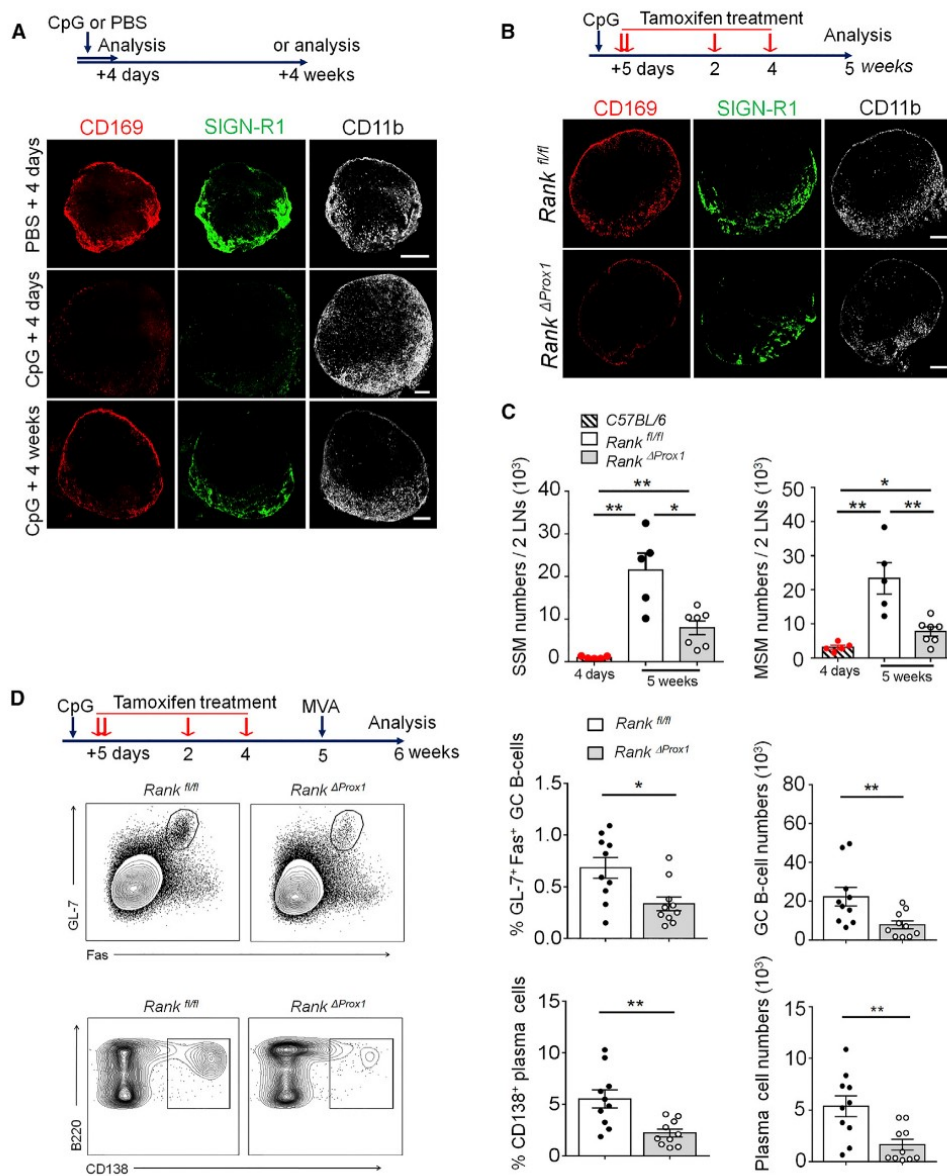 A
CpG or PBS
Analysis
or analysis
+4 days
+4 weeks
CD169
SIGN-R1
CD11b
PBS + 4 days
CpG + 4 days
CpG + 4 weeks
B
CpG
Tamoxifen treatment
Analysis
+5 days
2
4
5 weeks
CD169
SIGN-R1
CD11b
Rank fl/fl
Rank ΔProx1
C
C57BL/6
Rank fl/fl
Rank ΔProx1
SSM numbers / 2 LNs (10³)
40
30
20
10
0
**
**
*
4 days
5 weeks
MSM numbers / 2 LNs (10³)
50
40
30
20
10
0
*
**
**
4 days
5 weeks
D
CpG
Tamoxifen treatment
MVA
Analysis
+5 days
2
4
5
6 weeks
Rank fl/fl
Rank ΔProx1
GL-7
Fas
Rank fl/fl
Rank ΔProx1
B220
CD138
Rank fl/fl
Rank ΔProx1
% GL-7⁺ Fas⁺ GC B-cells
1.5
1.0
0.5
0.0
*
GC B-cell numbers (10³)
80
60
40
20
0
**
% CD138⁺ plasma cells
15
10
5
0
**
Plasma cell numbers (10³)
15
10
5
0
**